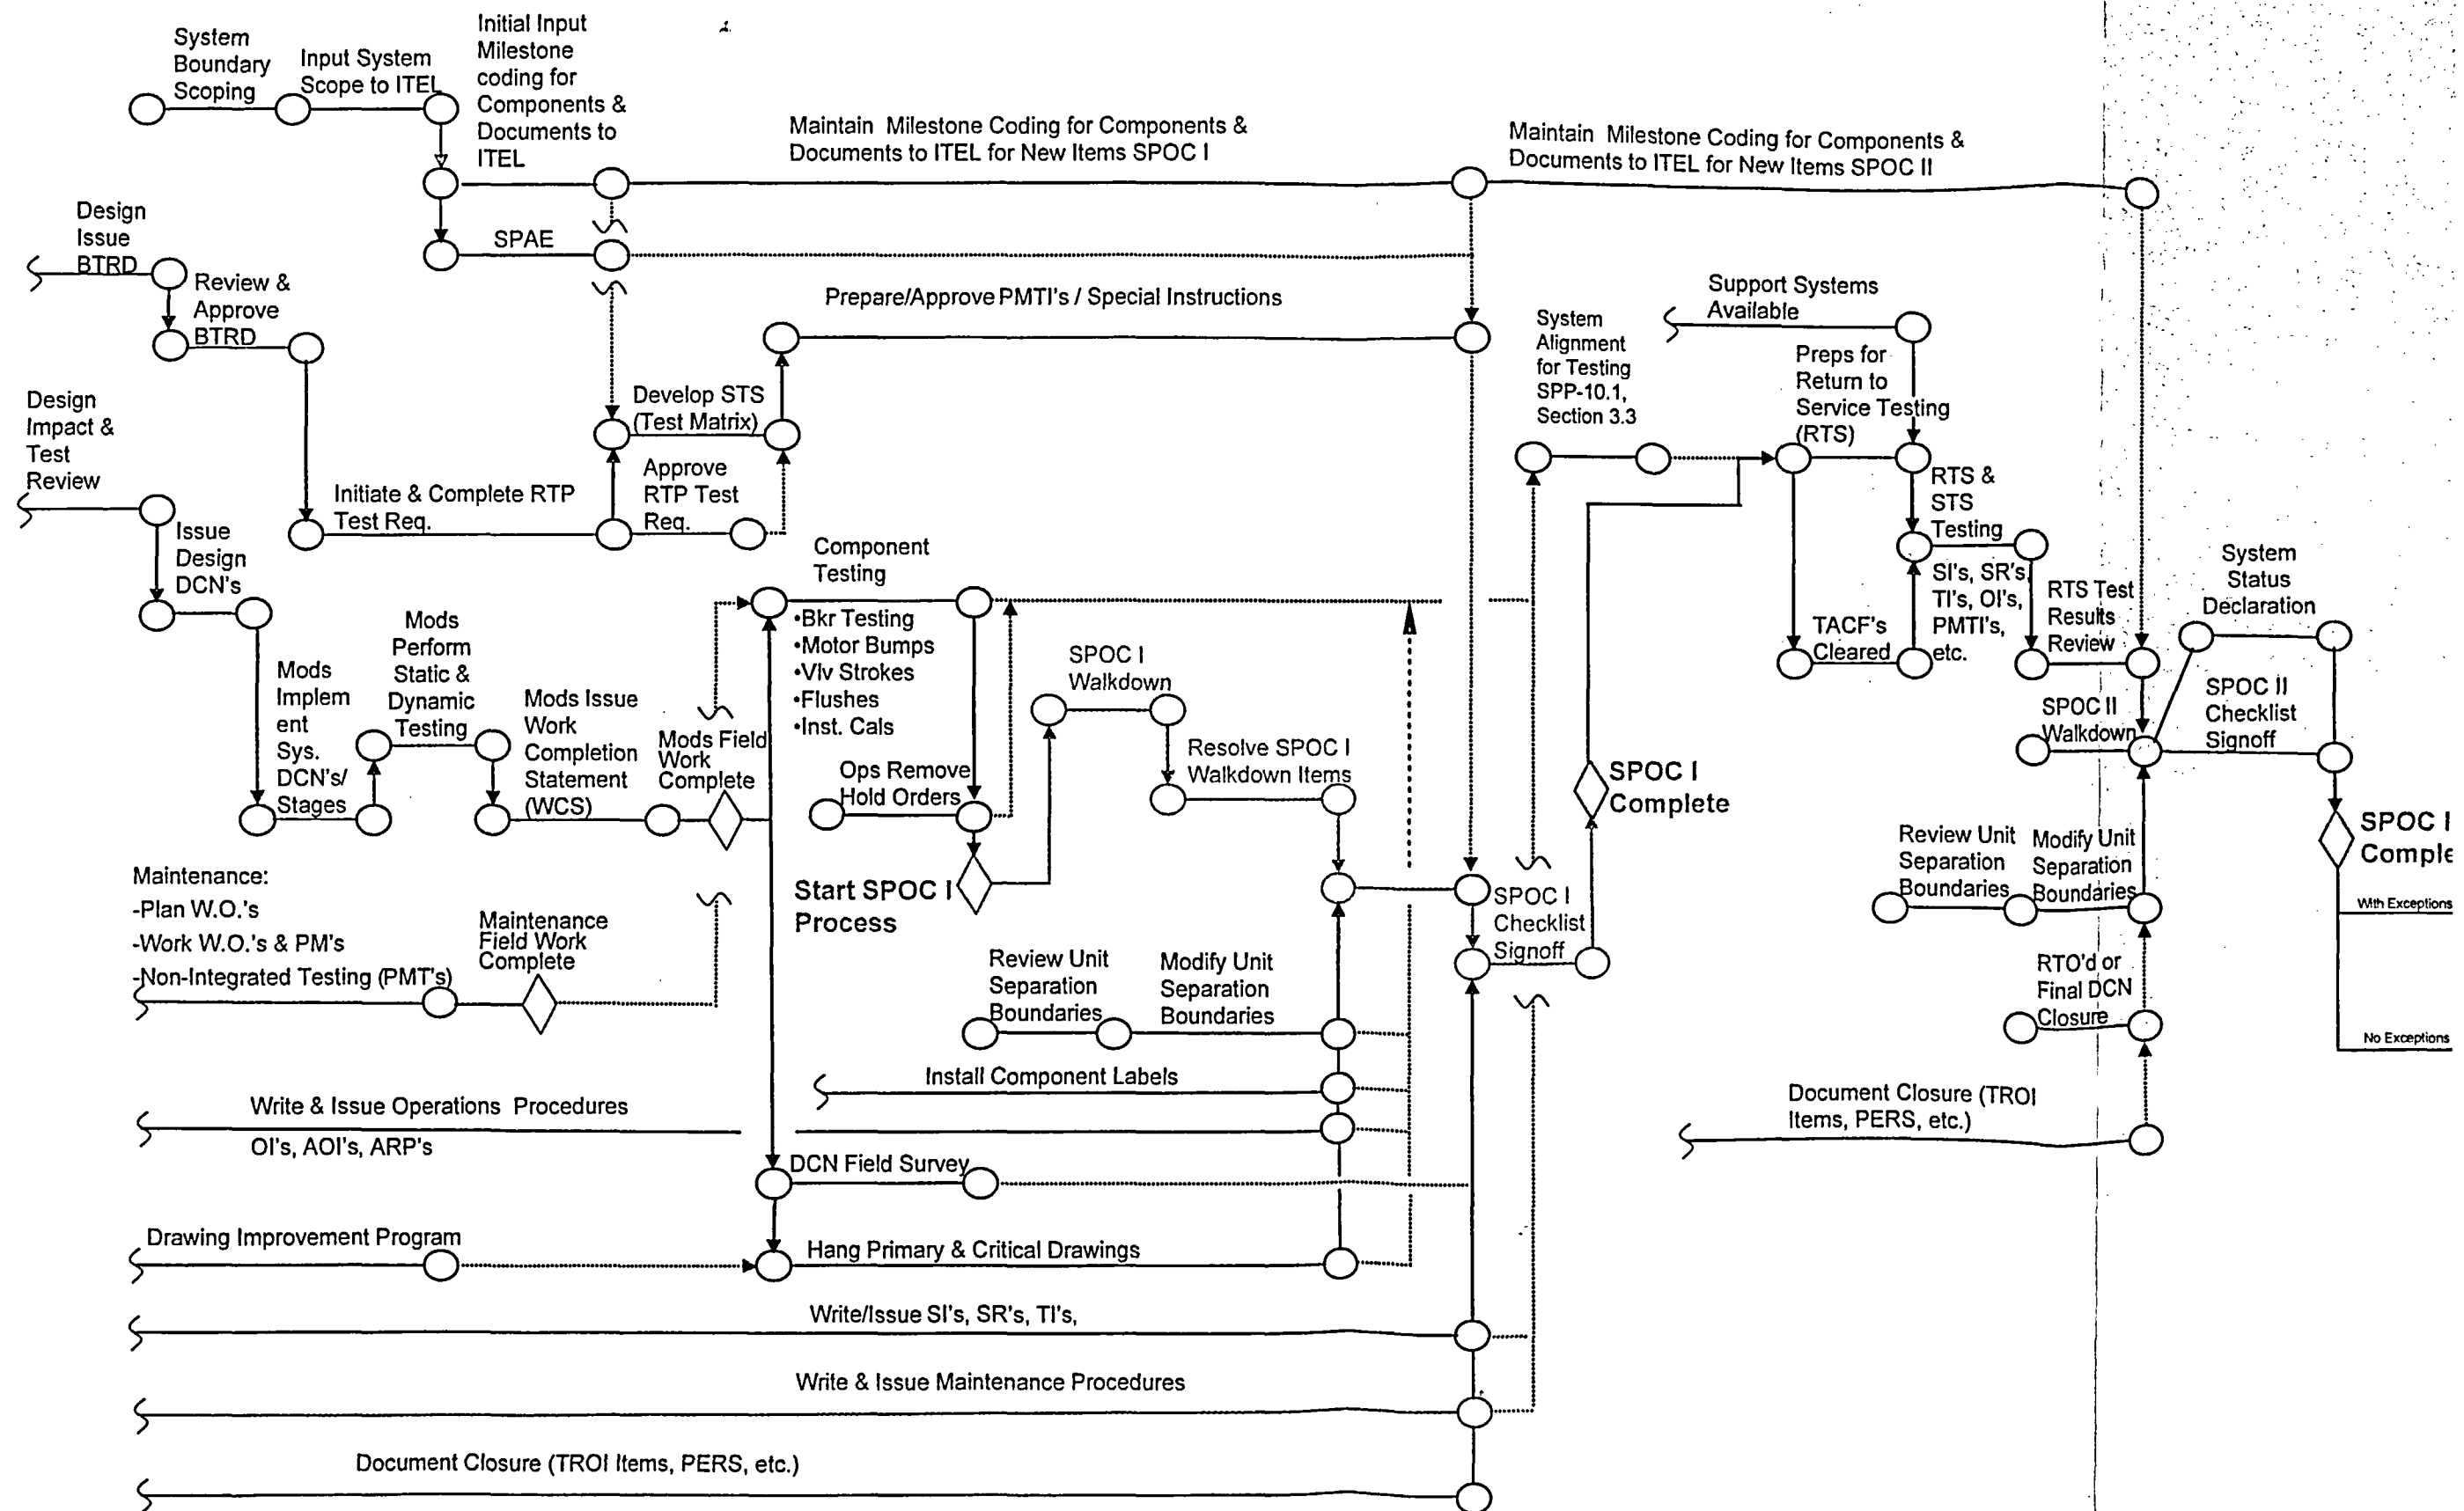 System
Boundary
Scoping
Input System
Scope to ITEL
Initial Input
Milestone
coding for
Components &
Documents to
ITEL
Maintain Milestone Coding for Components &
Documents to ITEL for New Items SPOC I
Maintain Milestone Coding for Components &
Documents to ITEL for New Items SPOC II
Design
Issue
BTRD
SPAE
Review &
Approve
BTRD
Prepare/Approve PMTI's / Special Instructions
Support Systems
Available
System
Alignment
for Testing
SPP-10.1,
Section 3.3
Preps for
Return to
Service Testing
(RTS)
Design
Impact &
Test
Review
Develop STS
(Test Matrix)
Initiate & Complete RTP
Test Req.
Approve
RTP Test
Req.
RTS &
STS
Testing
Issue
Design
DCN's
Component
Testing
•Bkr Testing
•Motor Bumps
•Vlv Strokes
•Flushes
•Inst. Cals
SI's, SR's,
TI's, OI's,
PMTI's,
etc.
TACF's
Cleared
RTS Test
Results
Review
System
Status
Declaration
Mods
Perform
Static &
Dynamic
Testing
Mods
Implem
ent
Sys.
DCN's/
Stages
Mods Issue
Work
Completion
Statement
(WCS)
Mods Field
Work
Complete
SPOC I
Walkdown
Resolve SPOC I
Walkdown Items
Ops Remove
Hold Orders
SPOC II
Walkdown
SPOC II
Checklist
Signoff
SPOC I
Complete
SPOC I
Comple
Start SPOC I
Process
Review Unit
Separation
Boundaries
Modify Unit
Separation
Boundaries
With Exceptions
No Exceptions
Maintenance:
-Plan W.O.'s
-Work W.O.'s & PM's
-Non-Integrated Testing (PMT's)
Maintenance
Field Work
Complete
SPOC I
Checklist
Signoff
Review Unit
Separation
Boundaries
Modify Unit
Separation
Boundaries
RTO'd or
Final DCN
Closure
Install Component Labels
Document Closure (TROI
Items, PERS, etc.)
Write & Issue Operations Procedures
OI's, AOI's, ARP's
DCN Field Survey
Drawing Improvement Program
Hang Primary & Critical Drawings
Write/Issue SI's, SR's, TI's,
Write & Issue Maintenance Procedures
Document Closure (TROI Items, PERS, etc.)